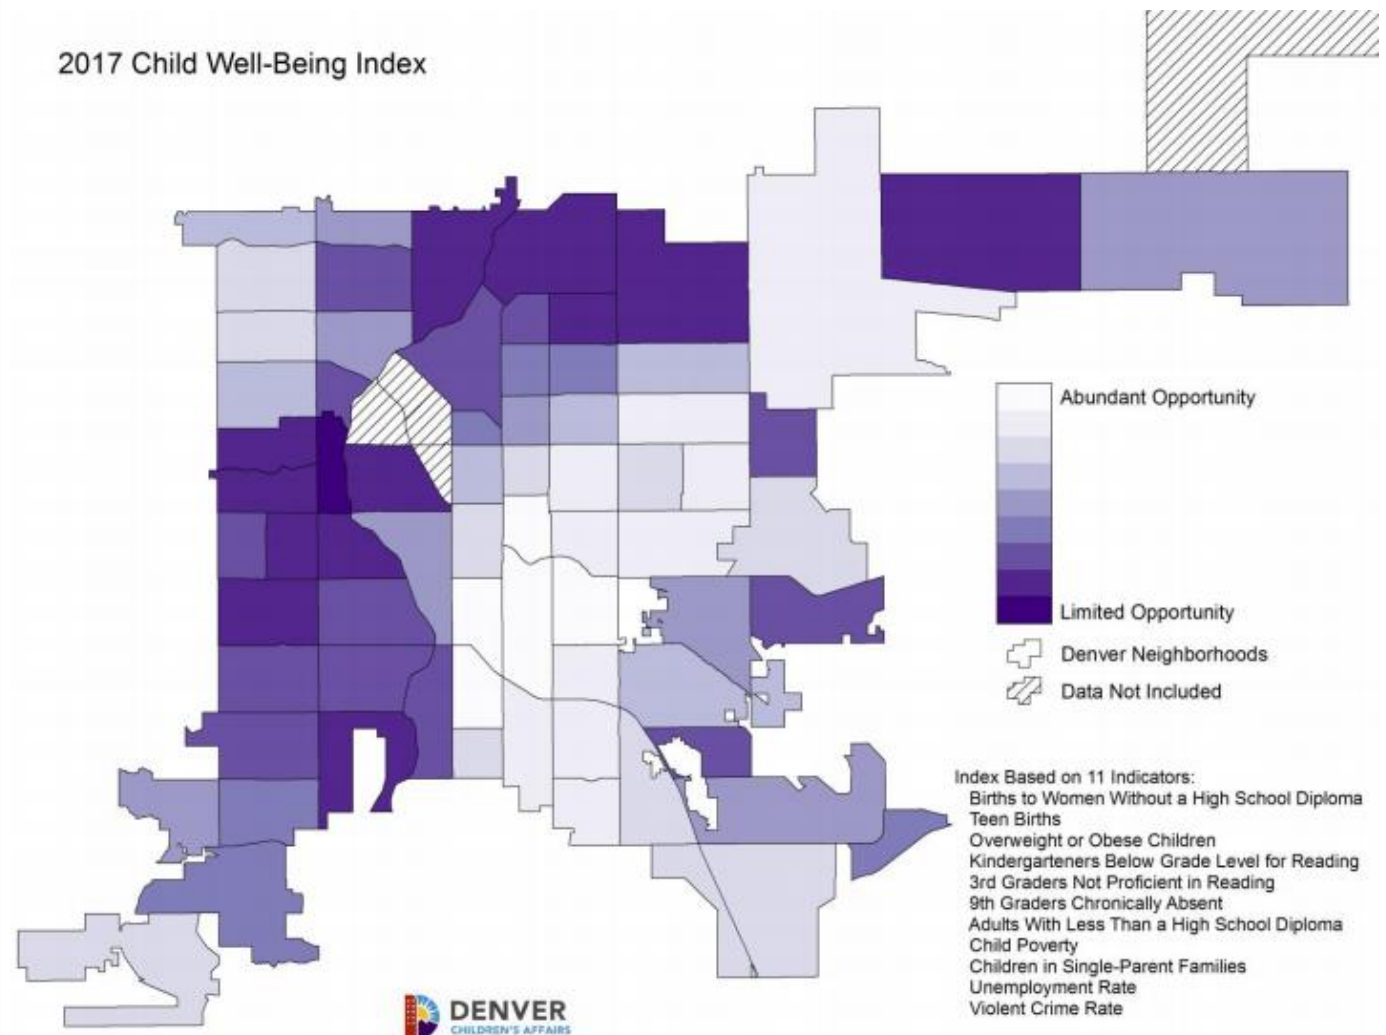 2017 Child Well-Being Index
Abundant Opportunity
Limited Opportunity
Denver Neighborhoods
Data Not Included
Index Based on 11 Indicators:
Births to Women Without a High School Diploma
Teen Births
Overweight or Obese Children
Kindergarteners Below Grade Level for Reading
3rd Graders Not Proficient in Reading
9th Graders Chronically Absent
Adults With Less Than a High School Diploma
Child Poverty
Children in Single-Parent Families
Unemployment Rate
Violent Crime Rate
DENVER
CHILDREN'S AFFAIRS